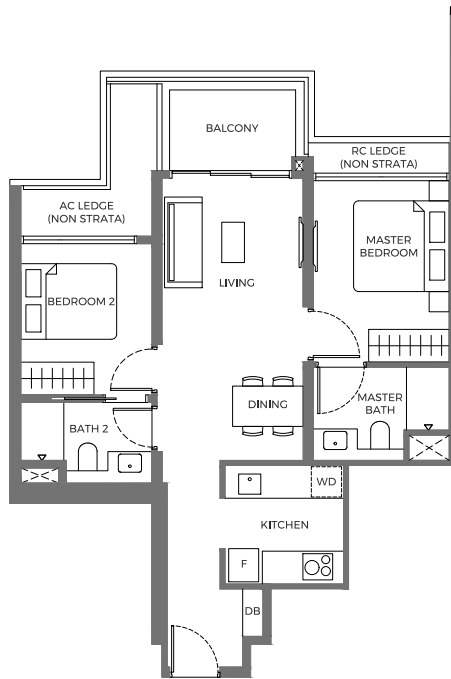 BALCONY
RC LEDGE
(NON STRATA)
AC LEDGE
(NON STRATA)
MASTER
BEDROOM
LIVING
BEDROOM 2
DINING
MASTER
BATH
BATH 2
WD
KITCHEN
F
DB